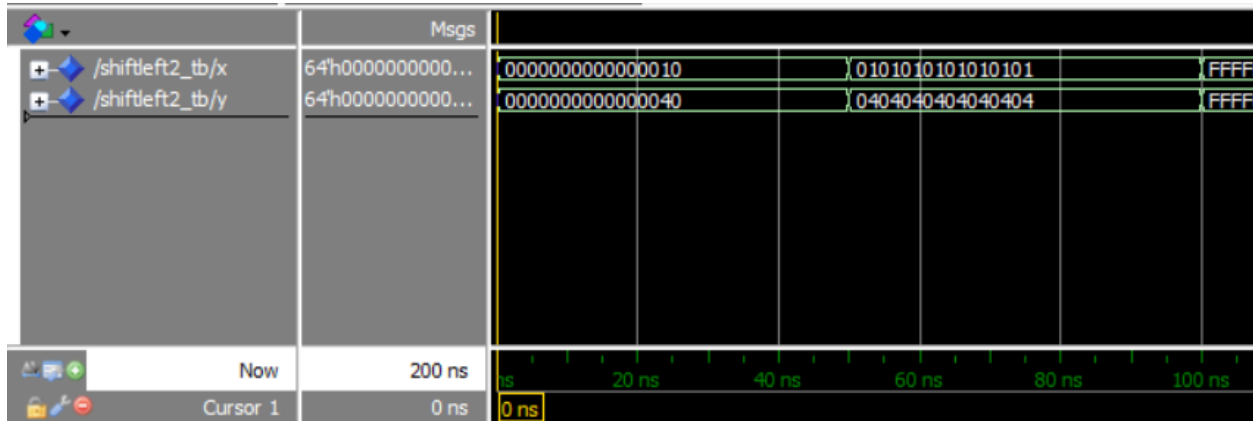 Msgs
/shiftleft2_tb/x 64'h0000000000... 0000000000000010 0101010101010101 FFFF
/shiftleft2_tb/y 64'h0000000000... 0000000000000040 0404040404040404 FFFF
Now 200 ns ns 20 ns 40 ns 60 ns 80 ns 100 ns
Cursor 1 0 ns 0 ns